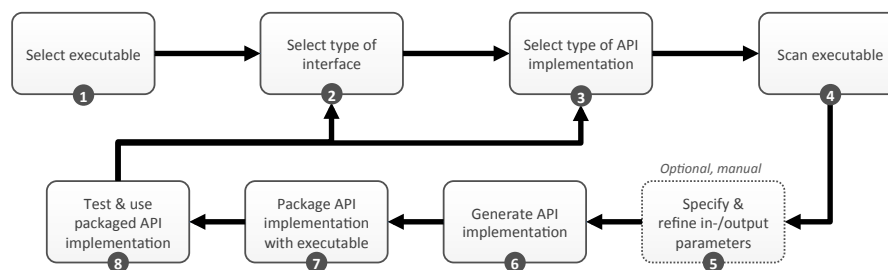 Select executable
1
Select type of
interface
2
Select type of API
implementation
3
Scan executable
4
Optional, manual
Specify &
refine in-/output
parameters
5
Generate API
implementation
6
Package API
implementation
with executable
7
Test & use
packaged API
implementation
8